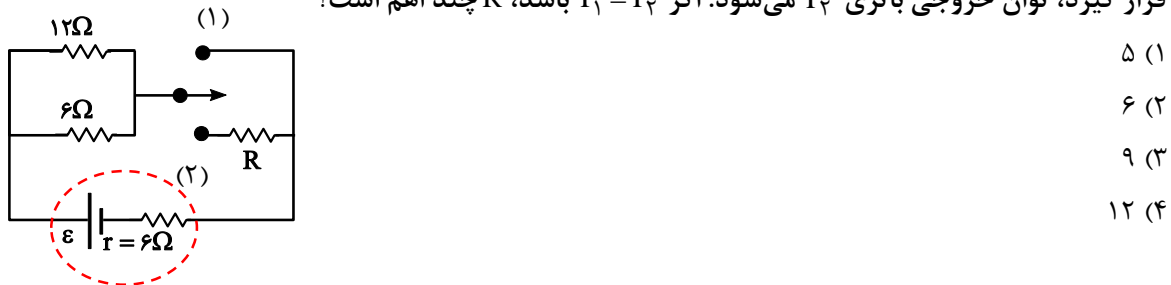 قرار گیرد، توان خروجی باتری P₂ می‌شود. اگر P₁=P₂ باشد، R چند اهم است؟
۱) ۵
۲) ۶
۳) ۹
۴) ۱۲
۱۲Ω
(۱)
۶Ω
R
(۲)
ε
r = ۶Ω